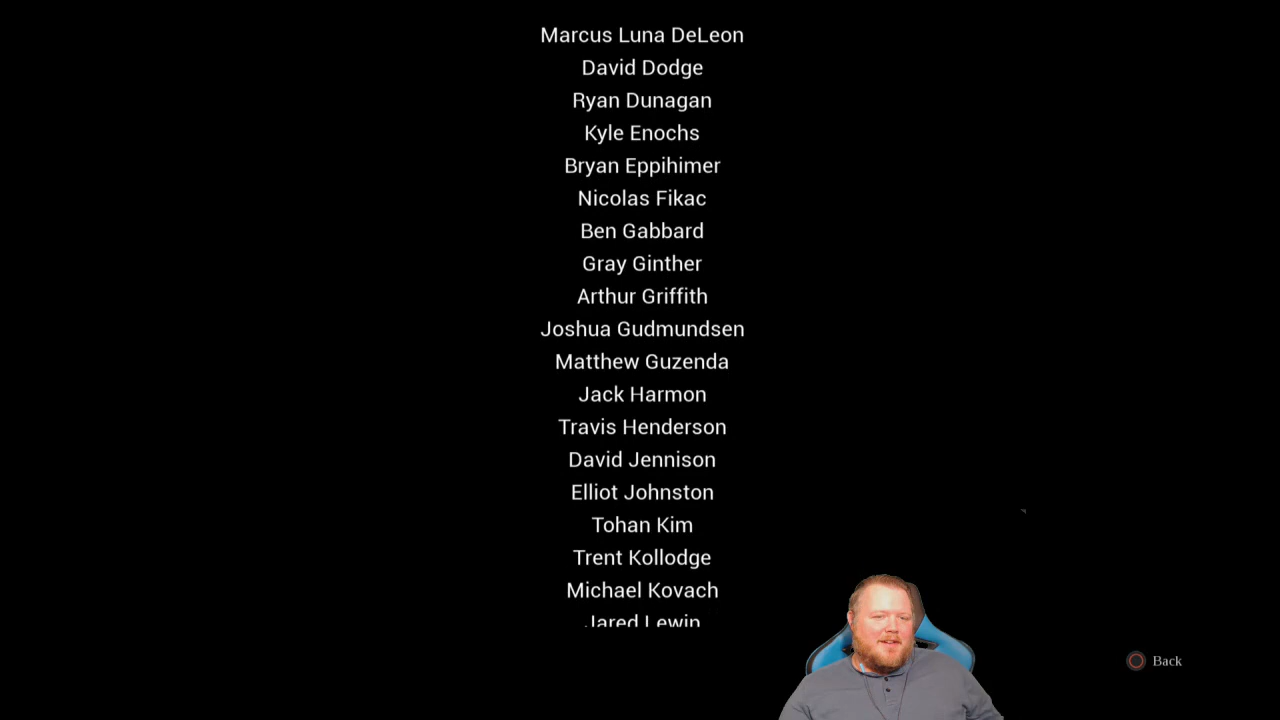 Marcus Luna DeLeon
David Dodge
Ryan Dunagan
Kyle Enochs
Bryan Eppihimer
Nicolas Fikac
Ben Gabbard
Gray Ginther
Arthur Griffith
Joshua Gudmundsen
Matthew Guzenda
Jack Harmon
Travis Henderson
David Jennison
Elliot Johnston
Tohan Kim
Trent Kollodge
Michael Kovach
Jared Lewin
Back